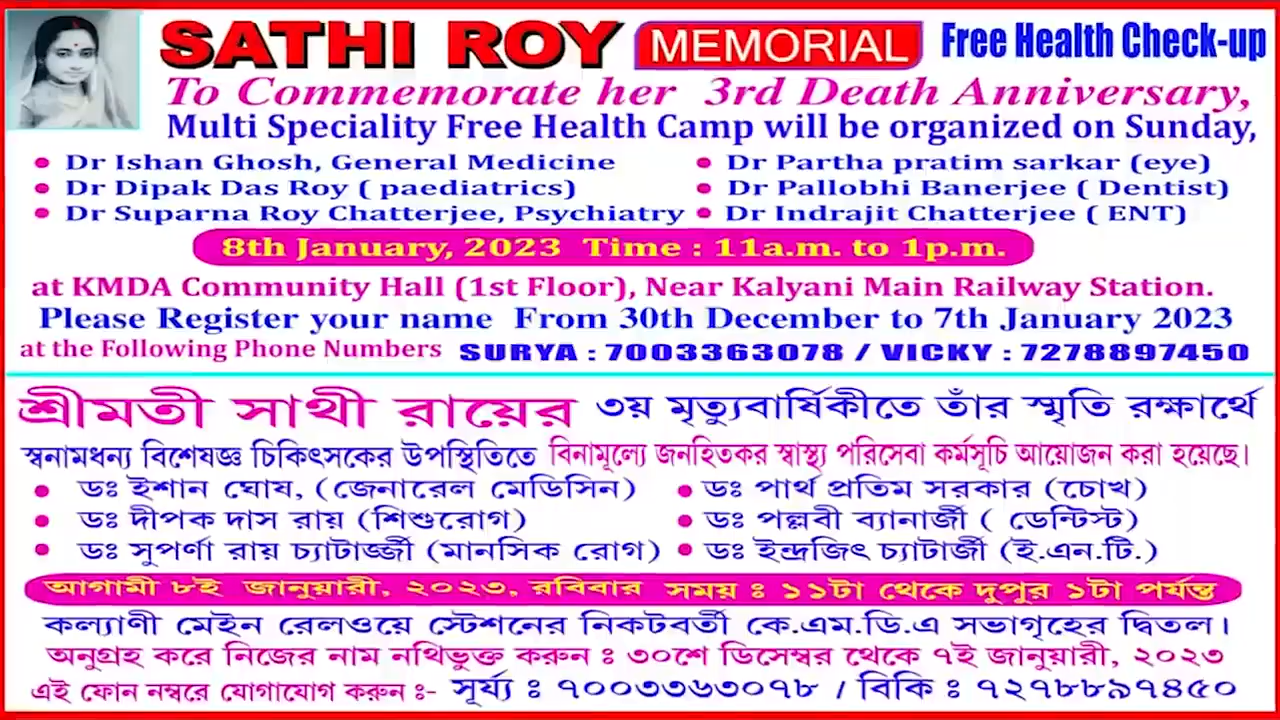 SATHI ROY MEMORIAL Free Health Check-up
To Commemorate her 3rd Death Anniversary,
Multi Speciality Free Health Camp will be organized on Sunday,
• Dr Ishan Ghosh, General Medicine • Dr Partha pratim sarkar (eye)
• Dr Dipak Das Roy ( paediatrics) • Dr Pallobhi Banerjee ( Dentist)
• Dr Suparna Roy Chatterjee, Psychiatry • Dr Indrajit Chatterjee ( ENT)
8th January, 2023 Time : 11a.m. to 1p.m.
at KMDA Community Hall (1st Floor), Near Kalyani Main Railway Station.
Please Register your name From 30th December to 7th January 2023
at the Following Phone Numbers SURYA : 7003363078 / VICKY : 7278897450
শ্রীমতী সাথী রায়ের ৩য় মৃত্যুবার্ষিকীতে তাঁর স্মৃতি রক্ষার্থে
স্বনামধন্য বিশেষজ্ঞ চিকিৎসকের উপস্থিতিতে বিনামূল্যে জনহিতকর স্বাস্থ্য পরিসেবা কর্মসূচি আয়োজন করা হয়েছে।
• ডঃ ইশান ঘোষ, (জেনারেল মেডিসিন) • ডঃ পার্থ প্রতিম সরকার (চোখ)
• ডঃ দীপক দাস রায় (শিশুরোগ) • ডঃ পল্লবী ব্যানার্জী ( ডেন্টিস্ট)
• ডঃ সুপর্ণা রায় চ্যাটার্জ্জী (মানসিক রোগ) • ডঃ ইন্দ্রজিৎ চ্যাটার্জী (ই.এন.টি.)
আগামী ৮ই জানুয়ারী, ২০২৩, রবিবার সময় ঃ ১১টা থেকে দুপুর ১টা পর্যন্ত
কল্যাণী মেইন রেলওয়ে স্টেশনের নিকটবর্তী কে.এম.ডি.এ সভাগৃহের দ্বিতল।
অনুগ্রহ করে নিজের নাম নথিভুক্ত করুন ঃ ৩০শে ডিসেম্বর থেকে ৭ই জানুয়ারী, ২০২৩
এই ফোন নম্বরে যোগাযোগ করুন ঃ- সূর্য্য ঃ ৭০০৩৩৬৩০৭৮ / বিকি ঃ ৭২৭৮৮৯৭৪৫০